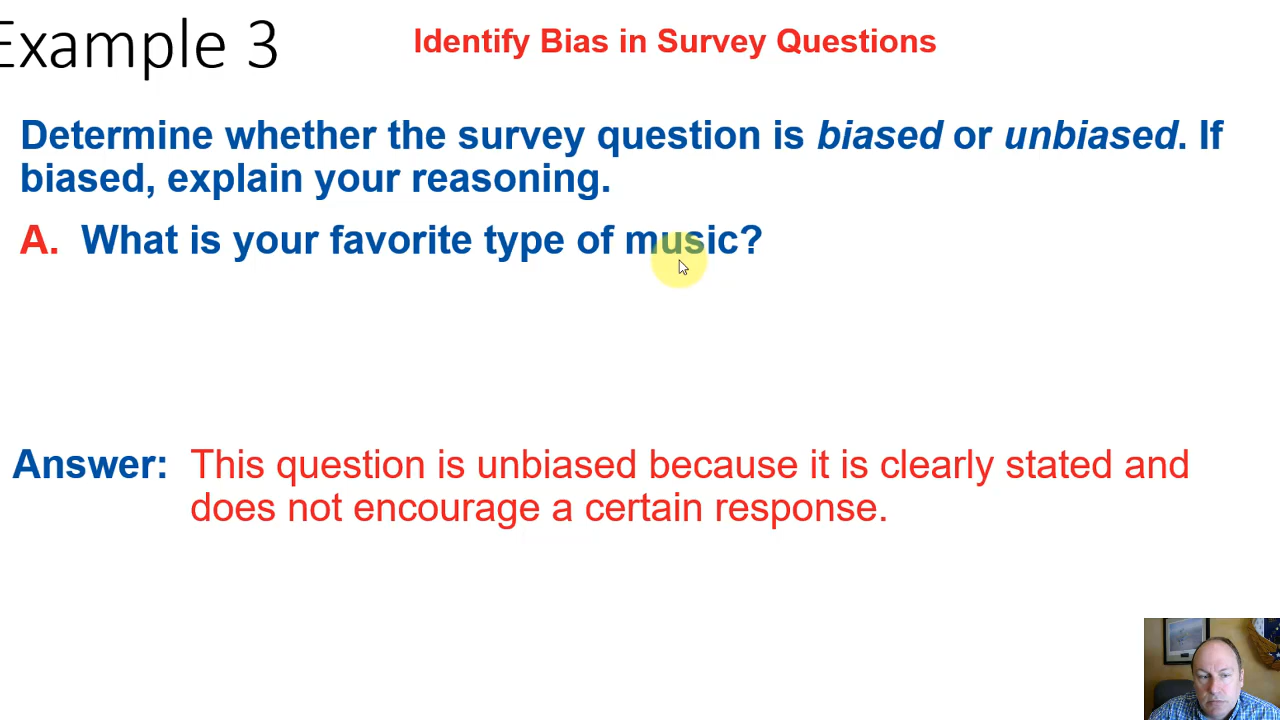 Example 3
Identify Bias in Survey Questions
Determine whether the survey question is biased or unbiased. If
biased, explain your reasoning.
A. What is your favorite type of music?
Answer: This question is unbiased because it is clearly stated and
does not encourage a certain response.